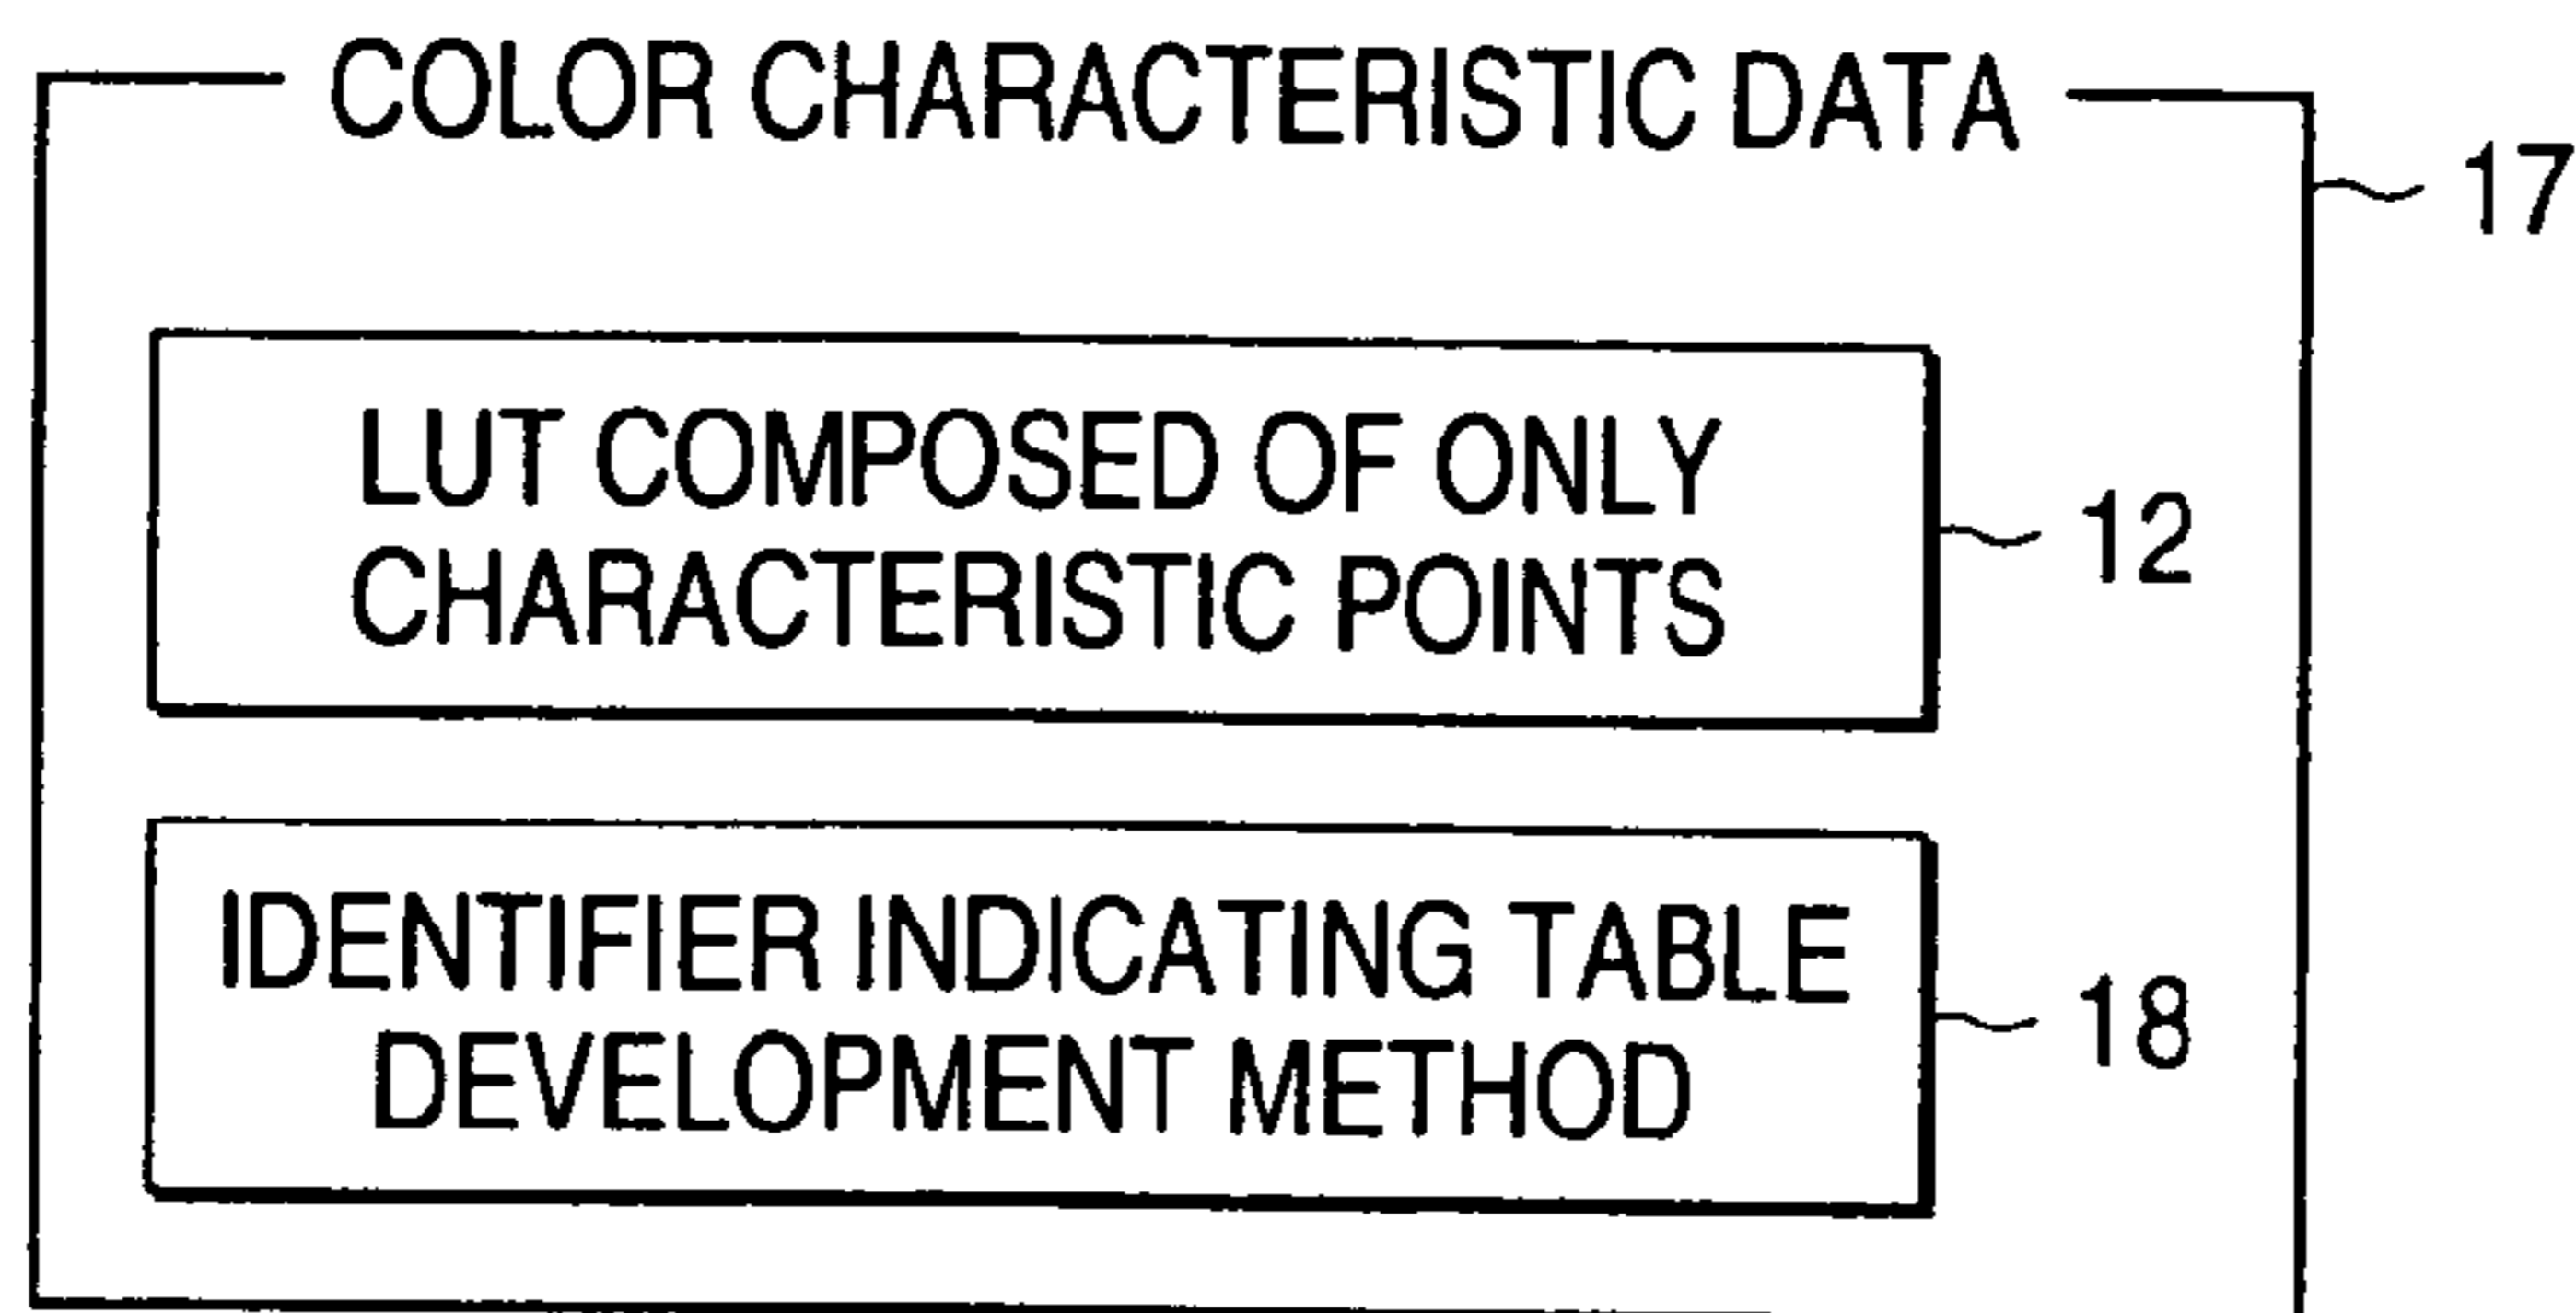 COLOR CHARACTERISTIC DATA
17
LUT COMPOSED OF ONLY
CHARACTERISTIC POINTS
12
IDENTIFIER INDICATING TABLE
DEVELOPMENT METHOD
18